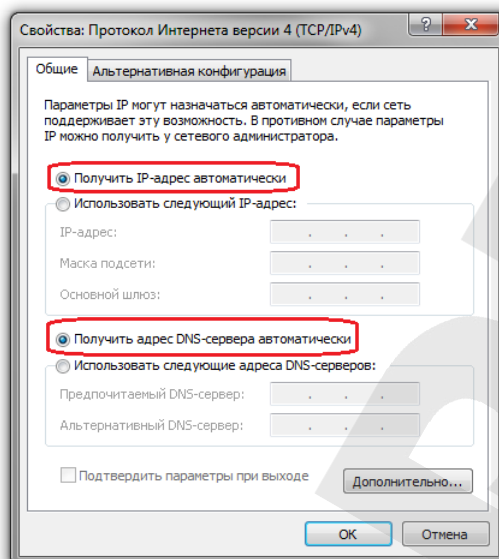 Свойства: Протокол Интернета версии 4 (TCP/IPv4)
Общие
Альтернативная конфигурация
Параметры IP могут назначаться автоматически, если сеть
поддерживает эту возможность. В противном случае параметры
IP можно получить у сетевого администратора.
Получить IP-адрес автоматически
Использовать следующий IP-адрес:
IP-адрес:
Маска подсети:
Основной шлюз:
Получить адрес DNS-сервера автоматически
Использовать следующие адреса DNS-серверов:
Предпочитаемый DNS-сервер:
Альтернативный DNS-сервер:
Подтвердить параметры при выходе
Дополнительно...
OK
Отмена